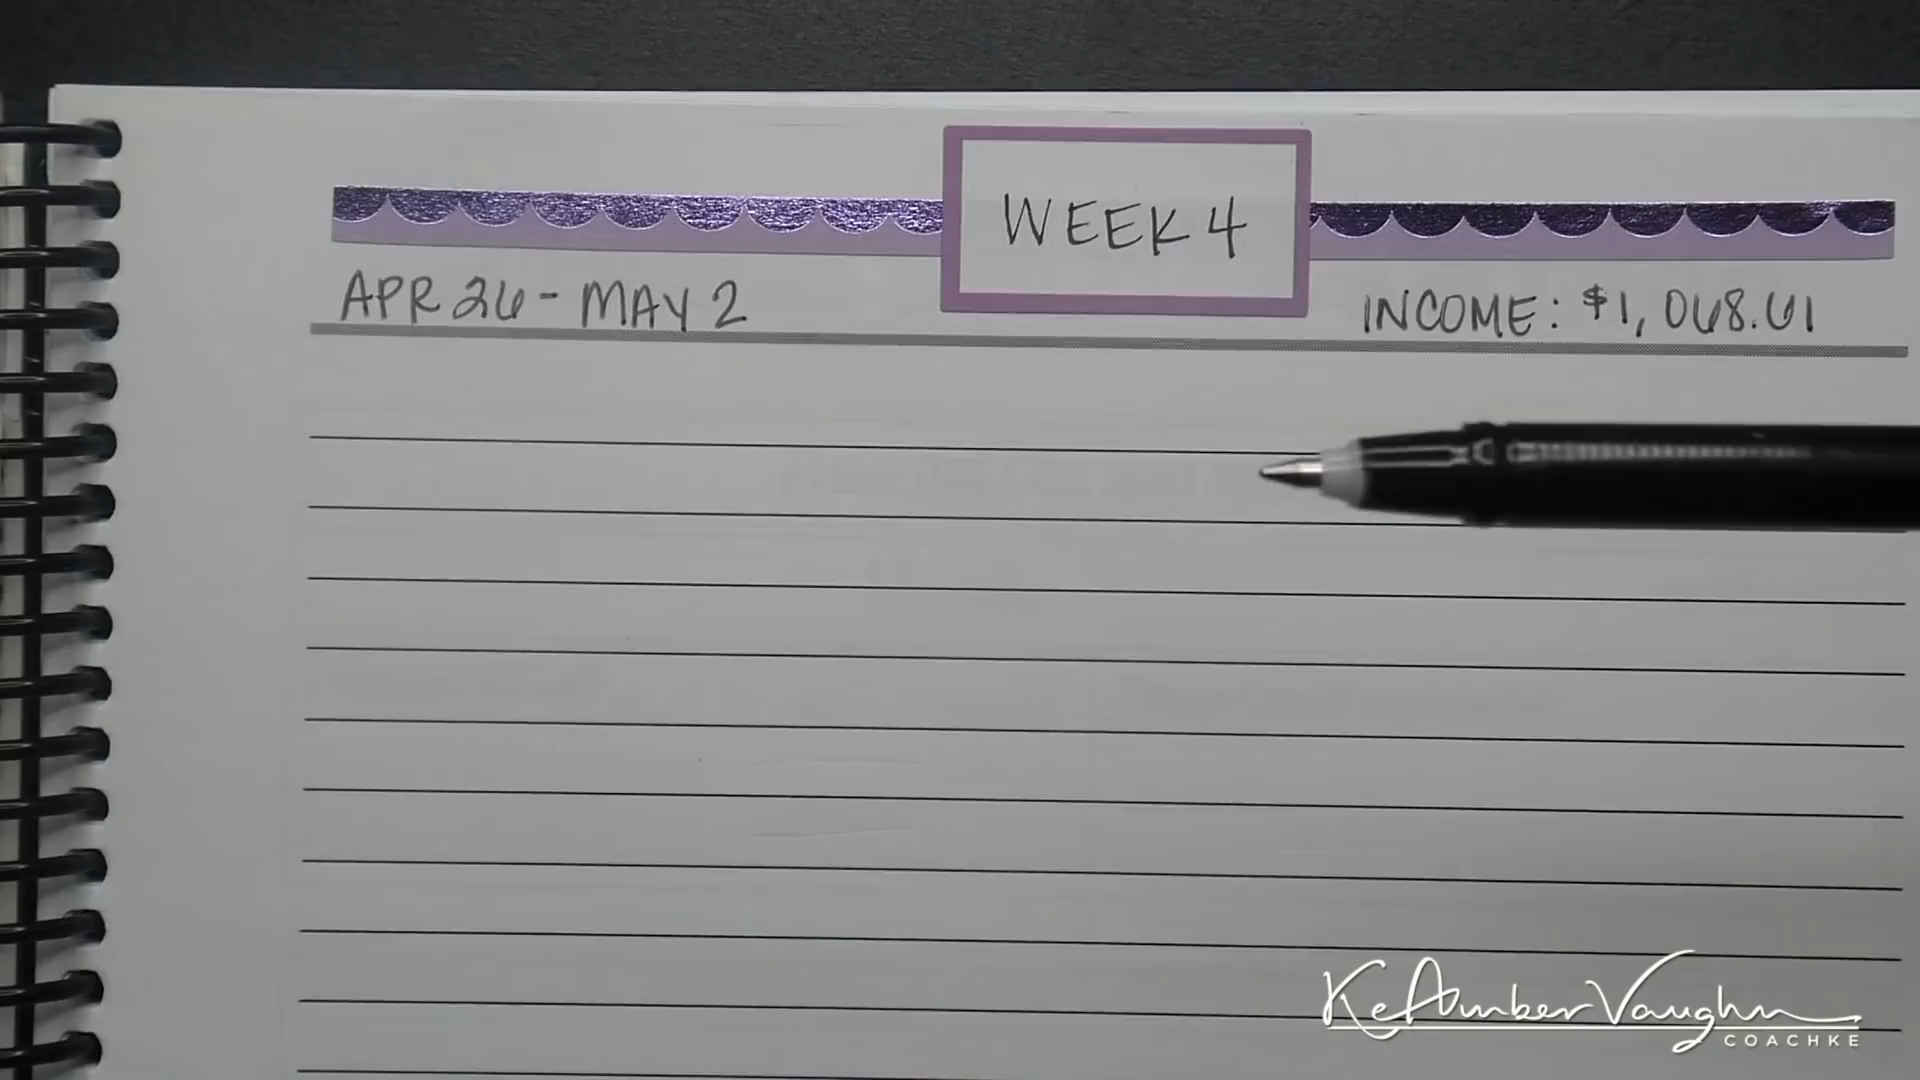 WEEK 4
APR 26 - MAY 2
INCOME: $1,068.61
KeAmber Vaughn
COACHKE